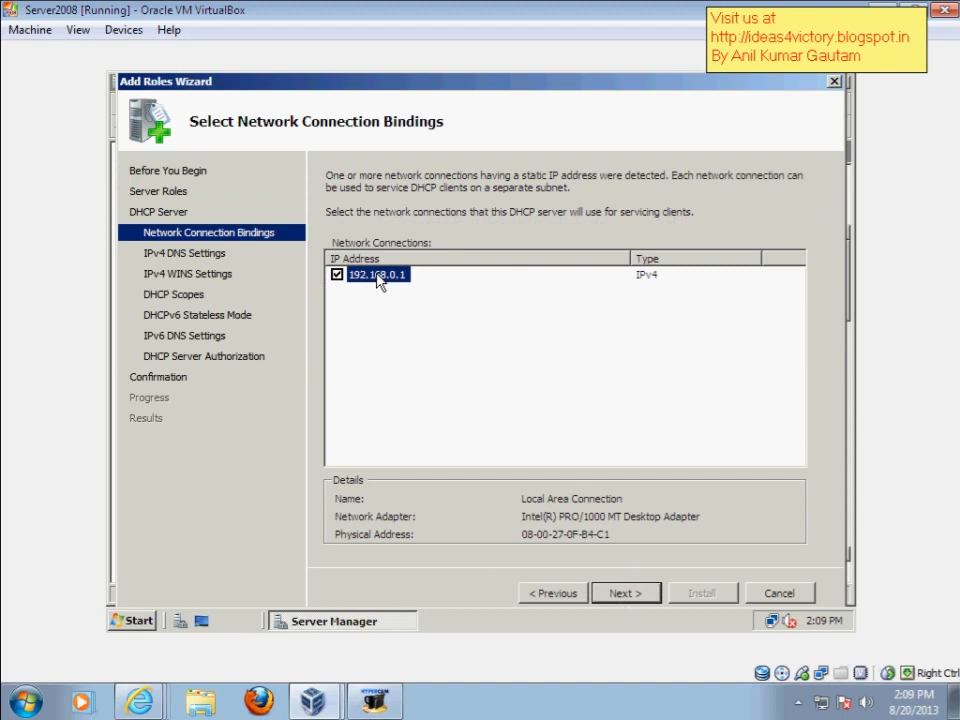 Server2008 [Running] - Oracle VM VirtualBox
Machine View Devices Help
Visit us at
http://ideas4victory.blogspot.in
By Anil Kumar Gautam
Add Roles Wizard
Select Network Connection Bindings
Before You Begin
Server Roles
DHCP Server
Network Connection Bindings
IPv4 DNS Settings
IPv4 WINS Settings
DHCP Scopes
DHCPv6 Stateless Mode
IPv6 DNS Settings
DHCP Server Authorization
Confirmation
Progress
Results
One or more network connections having a static IP address were detected. Each network connection can
be used to service DHCP clients on a separate subnet.
Select the network connections that this DHCP server will use for servicing clients.
Network Connections:
IP Address Type
192.168.0.1 IPv4
Details
Name: Local Area Connection
Network Adapter: Intel(R) PRO/1000 MT Desktop Adapter
Physical Address: 08-00-27-0F-B4-C1
< Previous Next > Install Cancel
Start Server Manager 2:09 PM
Right Ctrl
HYPERCAM
2:09 PM
8/20/2013